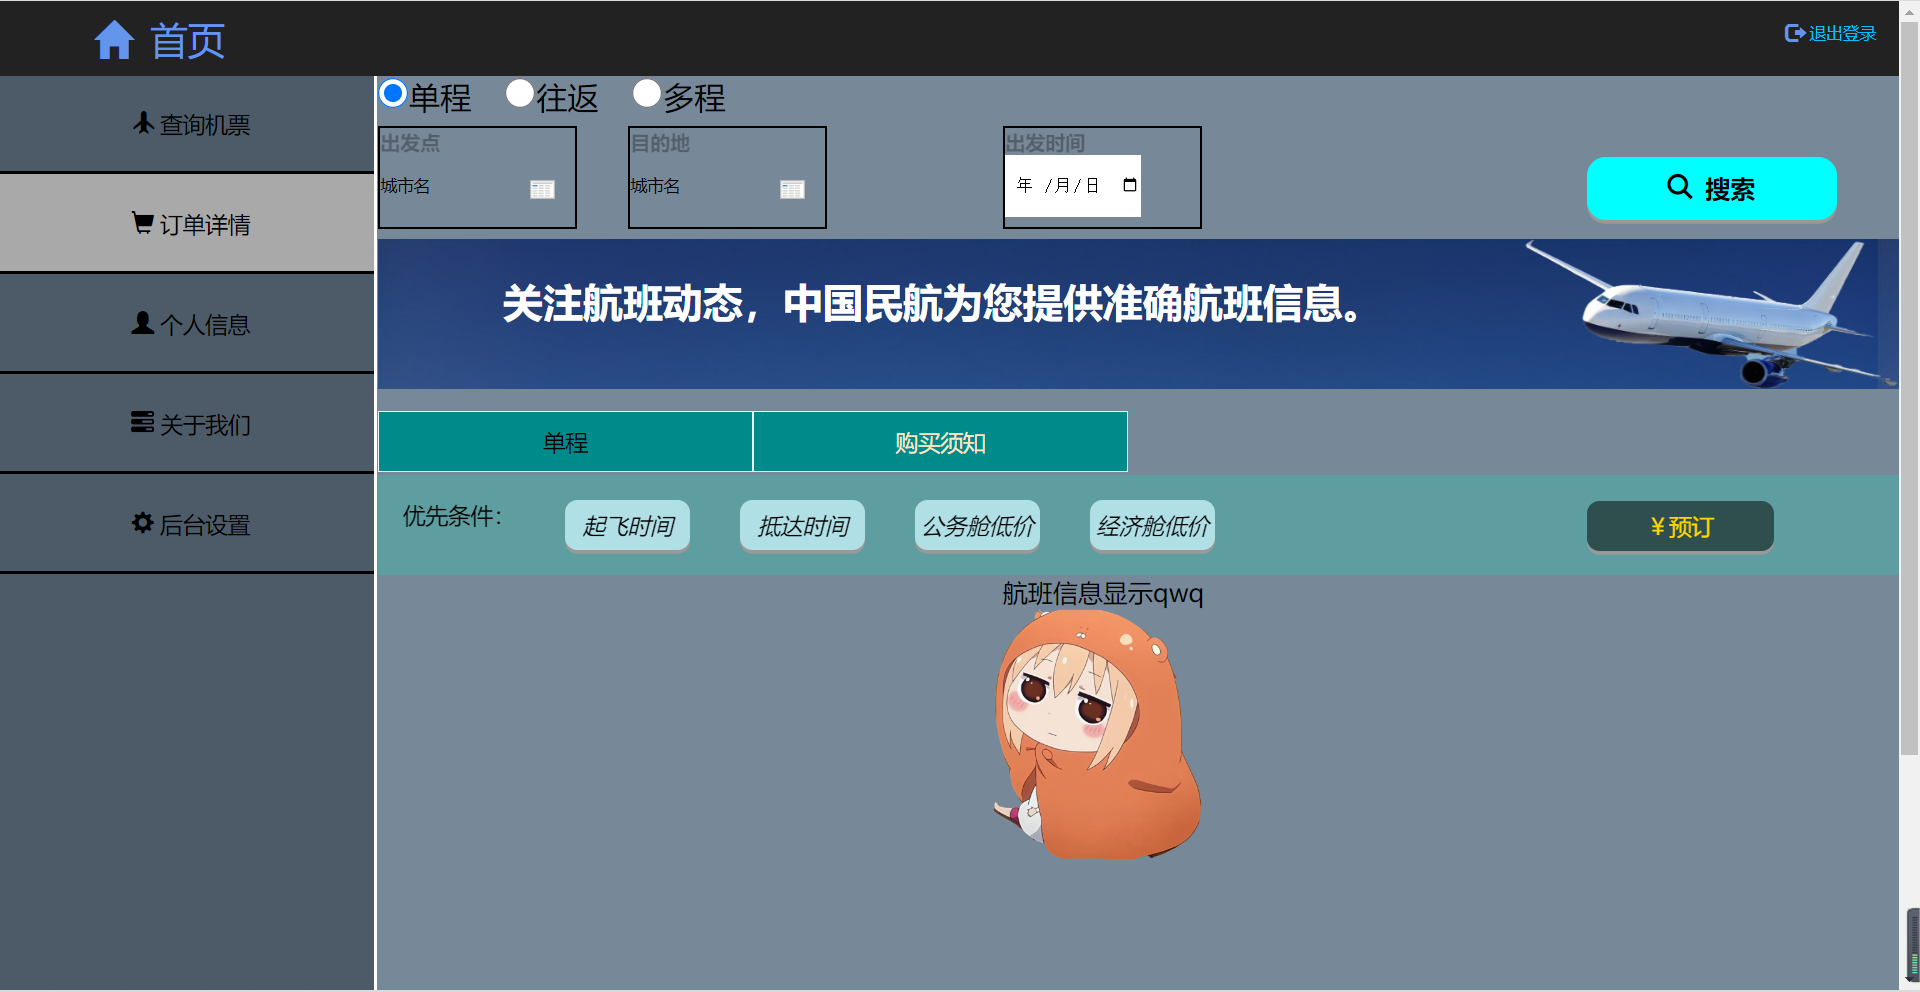 首页
退出登录
查询机票
订单详情
个人信息
关于我们
后台设置
单程 往返 多程
出发点 目的地 出发时间
城市名 城市名 年 /月/日
搜索
关注航班动态，中国民航为您提供准确航班信息。
单程 购买须知
优先条件： 起飞时间 抵达时间 公务舱低价 经济舱低价 ¥预订
航班信息显示qwq